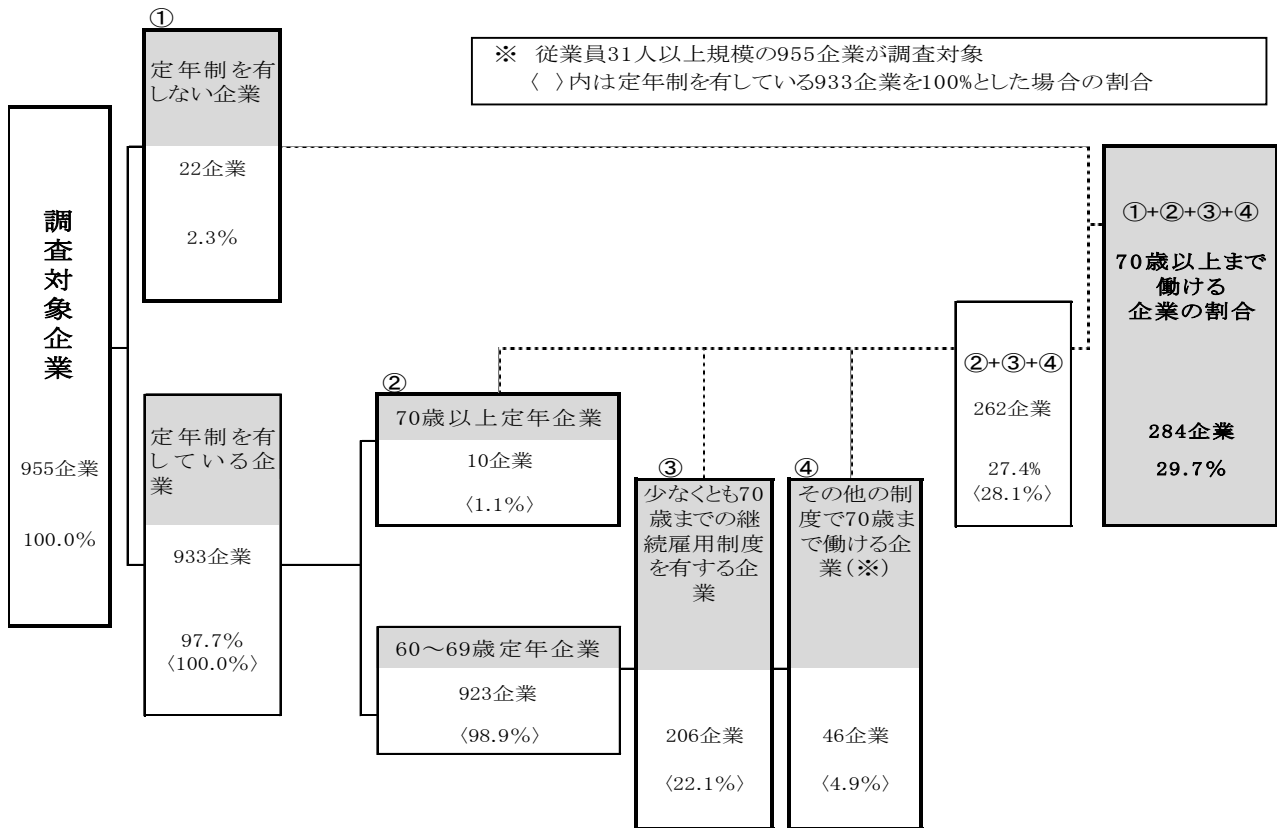 ①
定年制を有
しない企業
22企業
2.3%
※ 従業員31人以上規模の955企業が調査対象
〈 〉内は定年制を有している933企業を100%とした場合の割合
調査対象企業
955企業
100.0%
定年制を有
している企
業
933企業
97.7%
〈100.0%〉
②
70歳以上定年企業
10企業
〈1.1%〉
60～69歳定年企業
923企業
〈98.9%〉
③
少なくとも70
歳までの継
続雇用制度
を有する企
業
206企業
〈22.1%〉
④
その他の制
度で70歳ま
で働ける企
業(※)
46企業
〈4.9%〉
②+③+④
262企業
27.4%
〈28.1%〉
①+②+③+④
70歳以上まで
働ける
企業の割合
284企業
29.7%